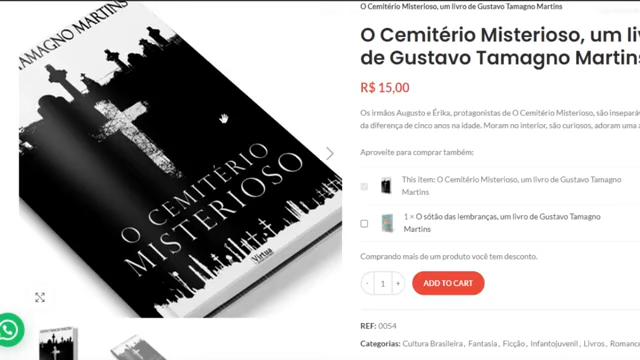 O Cemitério Misterioso, um livro de Gustavo Tamagno Martins
O Cemitério Misterioso, um
de Gustavo Tamagno Martins
R$ 15,00
Os irmãos Augusto e Érika, protagonistas de O Cemitério Misterioso, são
da diferença de cinco anos na idade. Moram no interior, são curiosos, adoram uma
Aproveite para comprar também:
This item: O Cemitério Misterioso, um livro de Gustavo Tamagno
Martins
1 × O sótão das lembranças, um livro de Gustavo Tamagno
Martins
Comprando mais de um produto você tem desconto.
- 1 +
ADD TO CART
REF: 0054
Categorias: Cultura Brasileira, Fantasia, Ficção, Infantojuvenil, Livros,
TAMAGNO MARTINS
O CEMITÉRIO
MISTERIOSO
Virtua